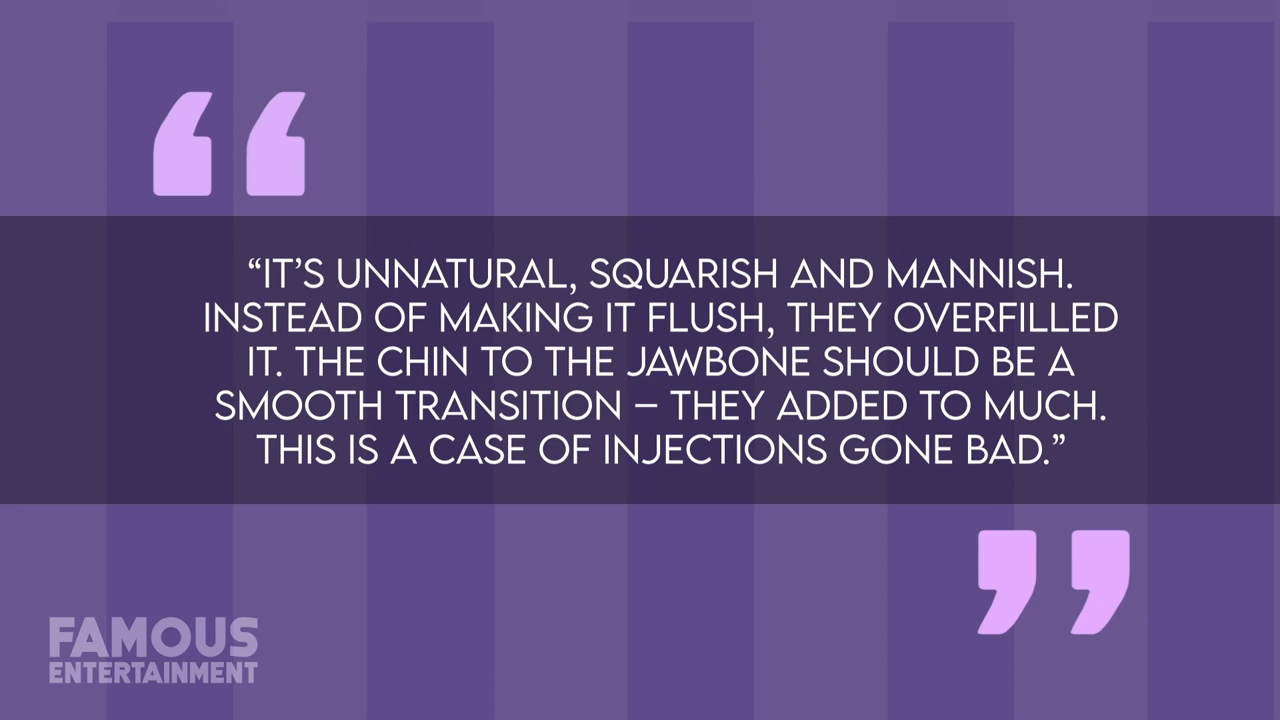 “IT’S UNNATURAL, SQUARISH AND MANNISH.
INSTEAD OF MAKING IT FLUSH, THEY OVERFILLED
IT. THE CHIN TO THE JAWBONE SHOULD BE A
SMOOTH TRANSITION – THEY ADDED TO MUCH.
THIS IS A CASE OF INJECTIONS GONE BAD.”
FAMOUS
ENTERTAINMENT